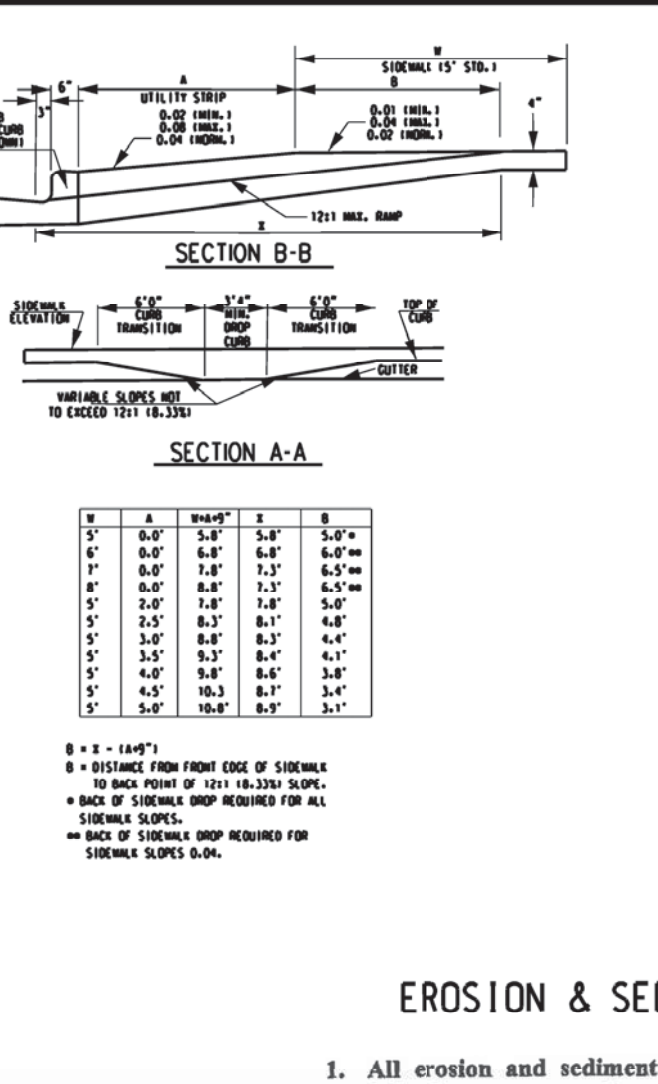 W
SIDEWALK (5' STD.)
6" A B
3" UTILITY STRIP 4"
0.02 (MIN.)
0.08 (MAX.)
0.04 (NORM.)
0.01 (MIN.)
0.04 (MAX.)
0.02 (NORM.)
CURB
12:1 MAX. RAMP
X
SECTION B-B
SIDEWALK
ELEVATION
6'0"
CURB
TRANSITION
3'4"
MIN.
DROP
CURB
6'0"
CURB
TRANSITION
TOP OF
CURB
GUTTER
VARIABLE SLOPES NOT
TO EXCEED 12:1 (8.33%)
SECTION A-A
W A W+A+9" X B
5' 0.0' 5.8' 5.8' 5.0'*
6' 0.0' 6.8' 6.8' 6.0'**
7' 0.0' 7.8' 7.3' 6.5'**
8' 0.0' 8.8' 7.3' 6.5'**
5' 2.0' 7.8' 7.8' 5.0'
5' 2.5' 8.3' 8.1' 4.8'
5' 3.0' 8.8' 8.3' 4.4'
5' 3.5' 9.3' 8.4' 4.1'
5' 4.0' 9.8' 8.6' 3.8'
5' 4.5' 10.3 8.7' 3.4'
5' 5.0' 10.8' 8.9' 3.1'
B = X - (A+9")
B = DISTANCE FROM FRONT EDGE OF SIDEWALK
TO BACK POINT OF 12:1 (8.33%) SLOPE.
* BACK OF SIDEWALK DROP REQUIRED FOR ALL
SIDEWALK SLOPES.
** BACK OF SIDEWALK DROP REQUIRED FOR
SIDEWALK SLOPES 0.04.
EROSION & SE
1. All erosion and sediment